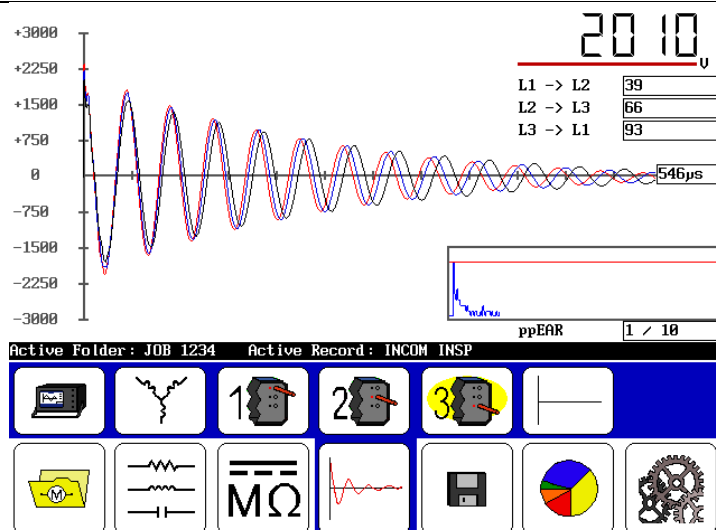 +3000
2010 V
+2250
L1 -> L2 39
+1500
L2 -> L3 66
+750
L3 -> L1 93
0
546µs
-750
-1500
-2250
-3000
ppEAR 1 / 10
Active Folder: JOB 1234 Active Record: INCOM INSP
1
2
3
M
MΩ